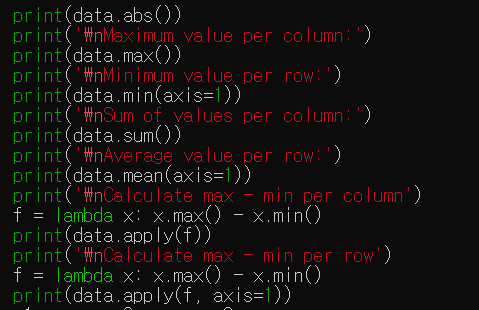 print(data.abs())
print('₩nMaximum value per column:')
print(data.max())
print('₩nMinimum value per row:')
print(data.min(axis=1))
print('₩nSum of values per column:')
print(data.sum())
print('₩nAverage value per row:')
print(data.mean(axis=1))
print('₩nCalculate max - min per column')
f = lambda x: x.max() - x.min()
print(data.apply(f))
print('₩nCalculate max - min per row')
f = lambda x: x.max() - x.min()
print(data.apply(f, axis=1))